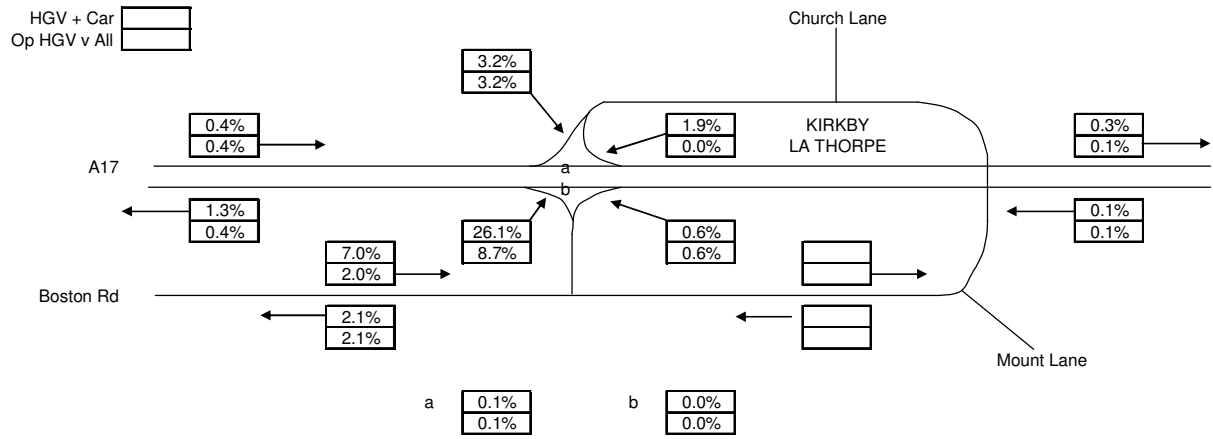 HGV + Car
Op HGV v All
Church Lane
3.2%
3.2%
0.4%
0.4%
1.9%
0.0%
KIRKBY
LA THORPE
0.3%
0.1%
A17
a
b
1.3%
0.4%
26.1%
8.7%
0.6%
0.6%
0.1%
0.1%
7.0%
2.0%
Boston Rd
2.1%
2.1%
Mount Lane
a
0.1%
0.1%
b
0.0%
0.0%